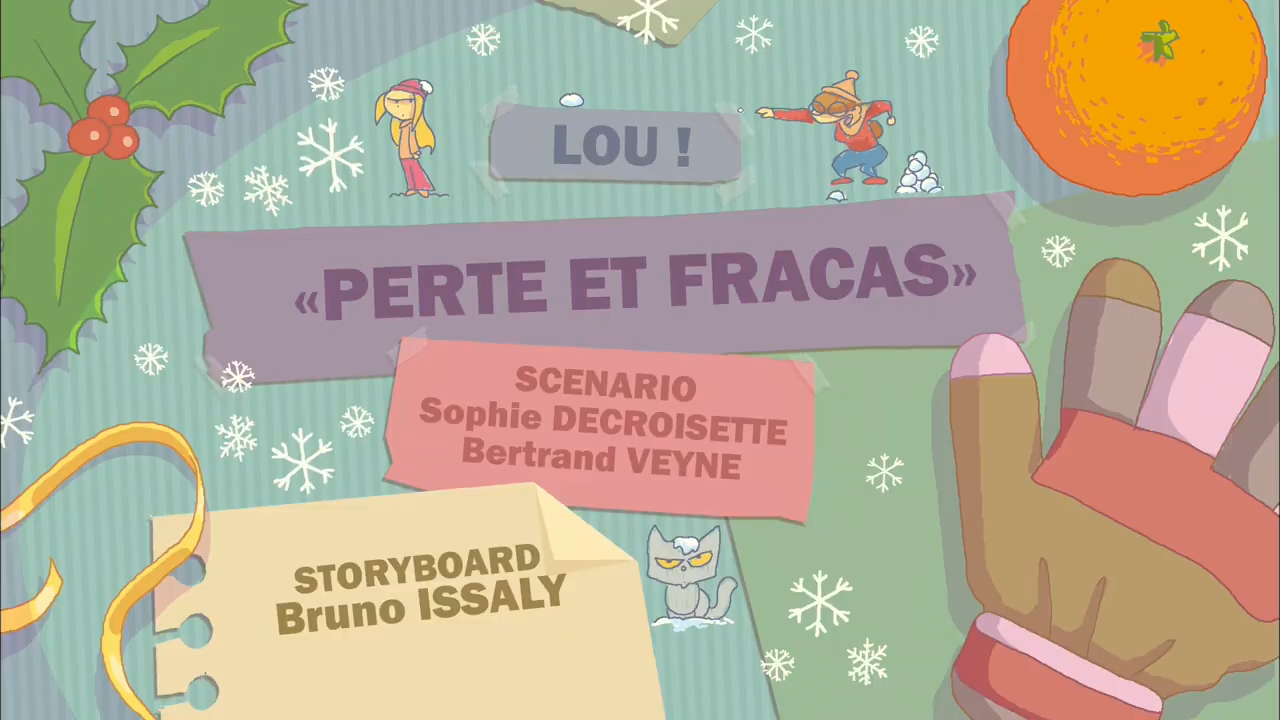 LOU !
«PERTE ET FRACAS»
SCENARIO
Sophie DECROISETTE
Bertrand VEYNE
STORYBOARD
Bruno ISSALY